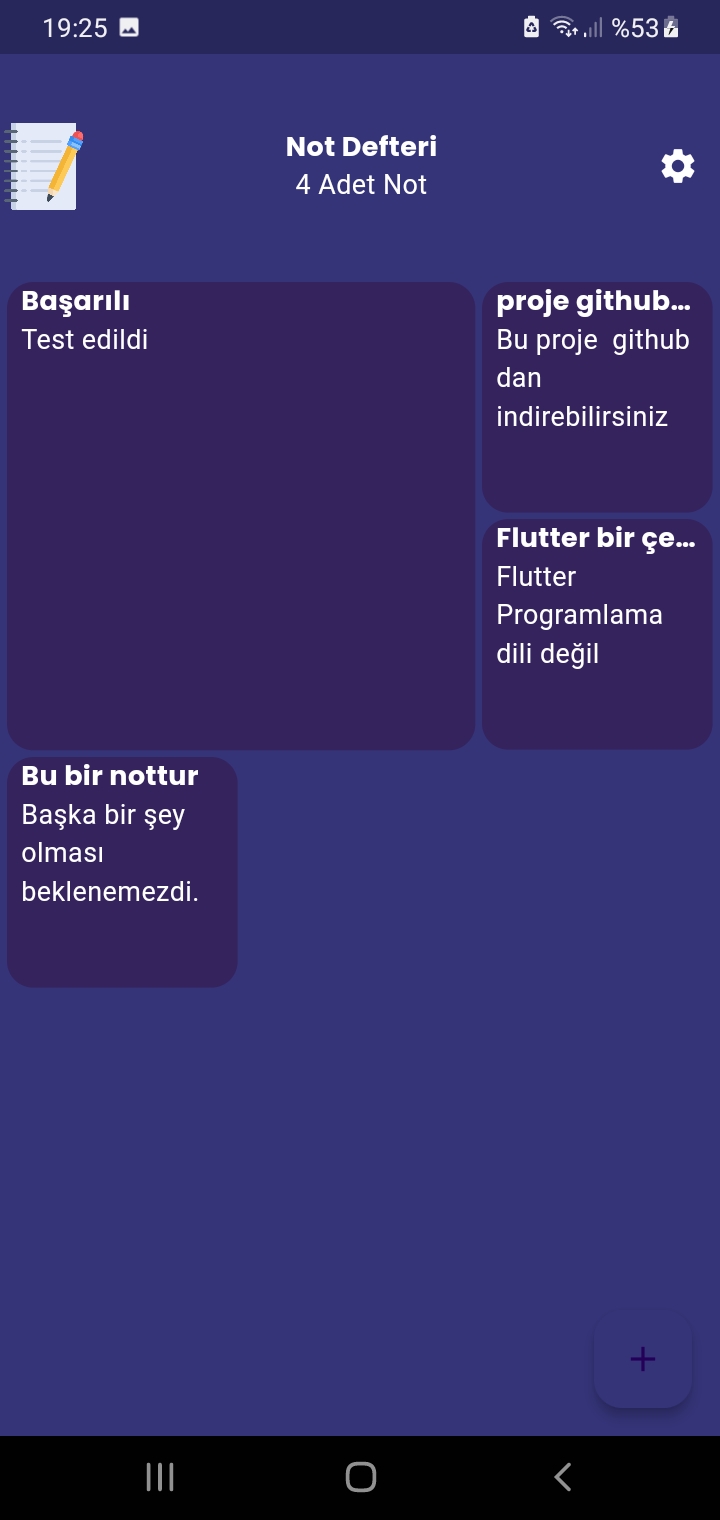 19:25
%53
Not Defteri
4 Adet Not
Başarılı
Test edildi
proje github...
Bu proje  github
dan
indirebilirsiniz
Flutter bir çe...
Flutter
Programlama
dili değil
Bu bir nottur
Başka bir şey
olması
beklenemezdi.